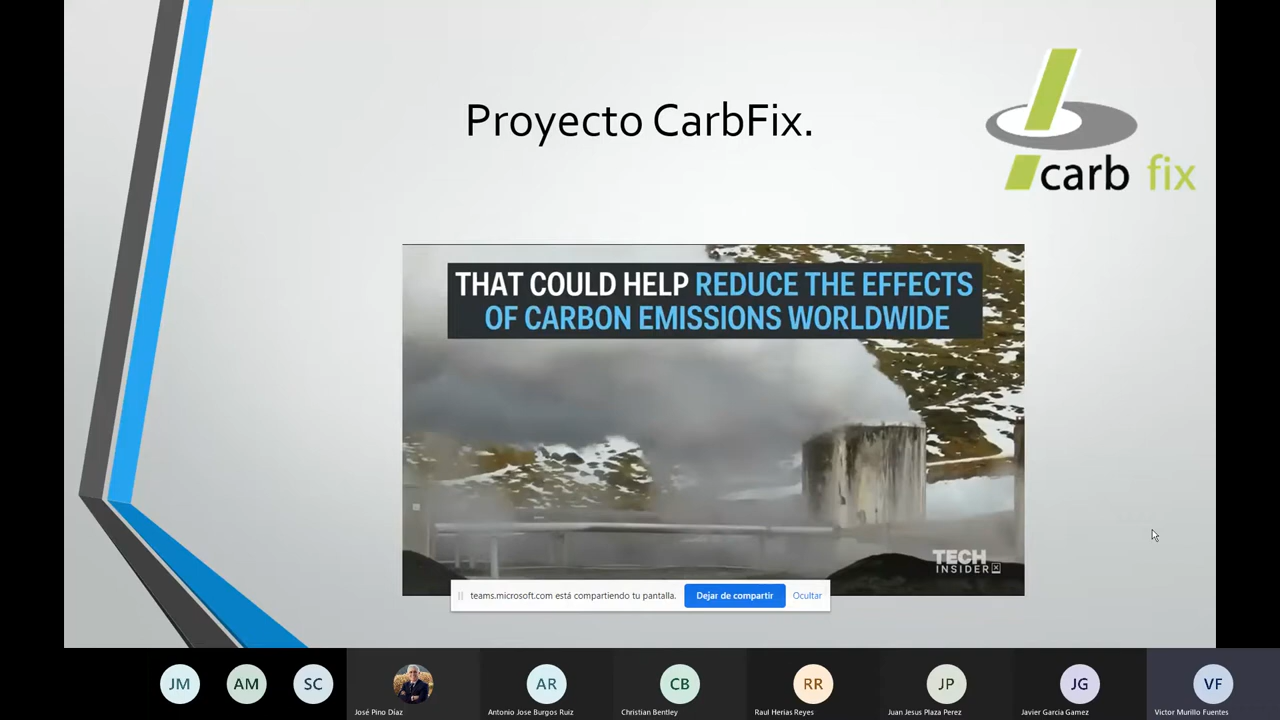 Proyecto CarbFix.
carb fix
THAT COULD HELP REDUCE THE EFFECTS
OF CARBON EMISSIONS WORLDWIDE
TECH
INSIDER
teams.microsoft.com está compartiendo tu pantalla.
Dejar de compartir
Ocultar
JM
AM
SC
AR
CB
RR
JP
JG
VF
José Pino Díaz
Antonio Jose Burgos Ruiz
Christian Bentley
Raul Herias Reyes
Juan Jesus Plaza Perez
Javier Garcia Gamez
Victor Murillo Fuentes